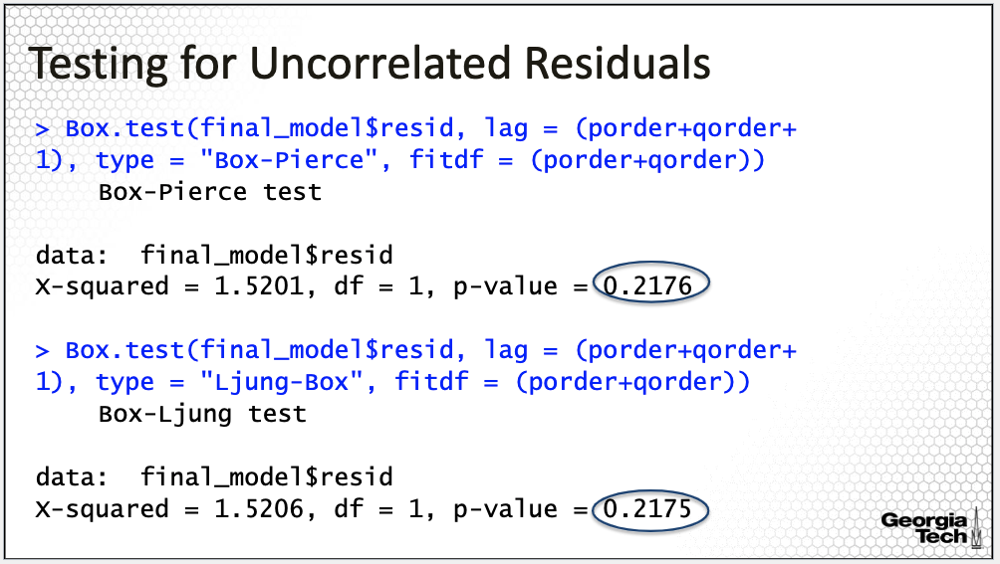 Testing for Uncorrelated Residuals
> Box.test(final_model$resid, lag = (porder+qorder+
1), type = "Box-Pierce", fitdf = (porder+qorder))
Box-Pierce test
data: final_model$resid
X-squared = 1.5201, df = 1, p-value = 0.2176
> Box.test(final_model$resid, lag = (porder+qorder+
1), type = "Ljung-Box", fitdf = (porder+qorder))
Box-Ljung test
data: final_model$resid
X-squared = 1.5206, df = 1, p-value = 0.2175
Georgia
Tech